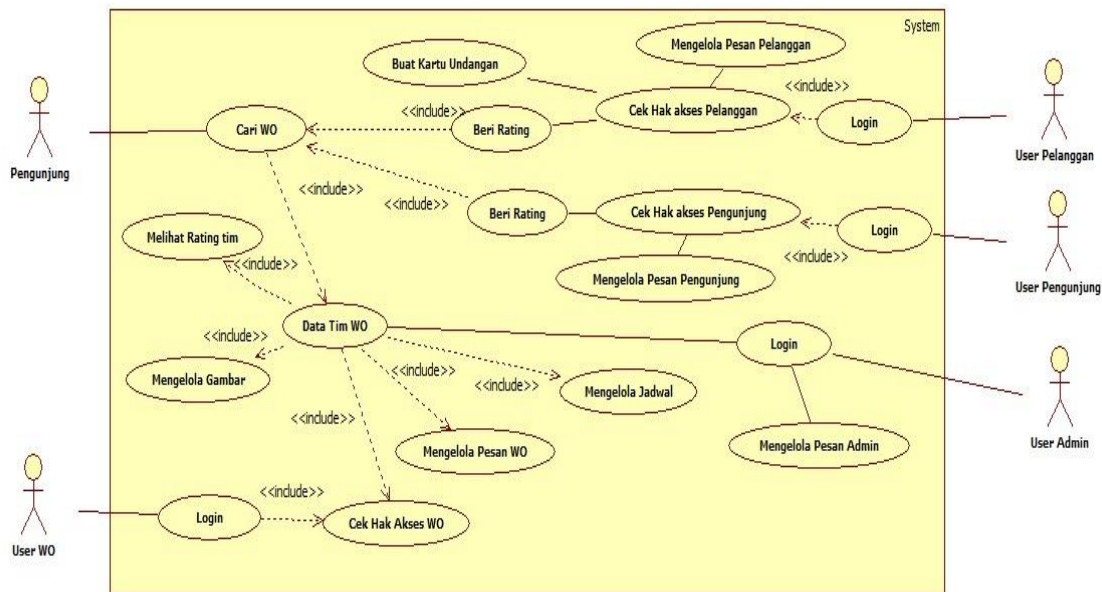 System
Mengelola Pesan Pelanggan
Buat Kartu Undangan
<<include>>
<<include>>
Cek Hak akses Pelanggan
Cari WO
Beri Rating
Login
Pengunjung
User Pelanggan
<<include>>
<<include>>
Beri Rating
Cek Hak akses Pengunjung
Login
Melihat Rating tim
<<include>>
<<include>>
Mengelola Pesan Pengunjung
User Pengunjung
Data Tim WO
Login
<<include>>
<<include>>
<<include>>
Mengelola Gambar
Mengelola Jadwal
<<include>>
Mengelola Pesan WO
Mengelola Pesan Admin
User Admin
<<include>>
Login
Cek Hak Akses WO
User WO